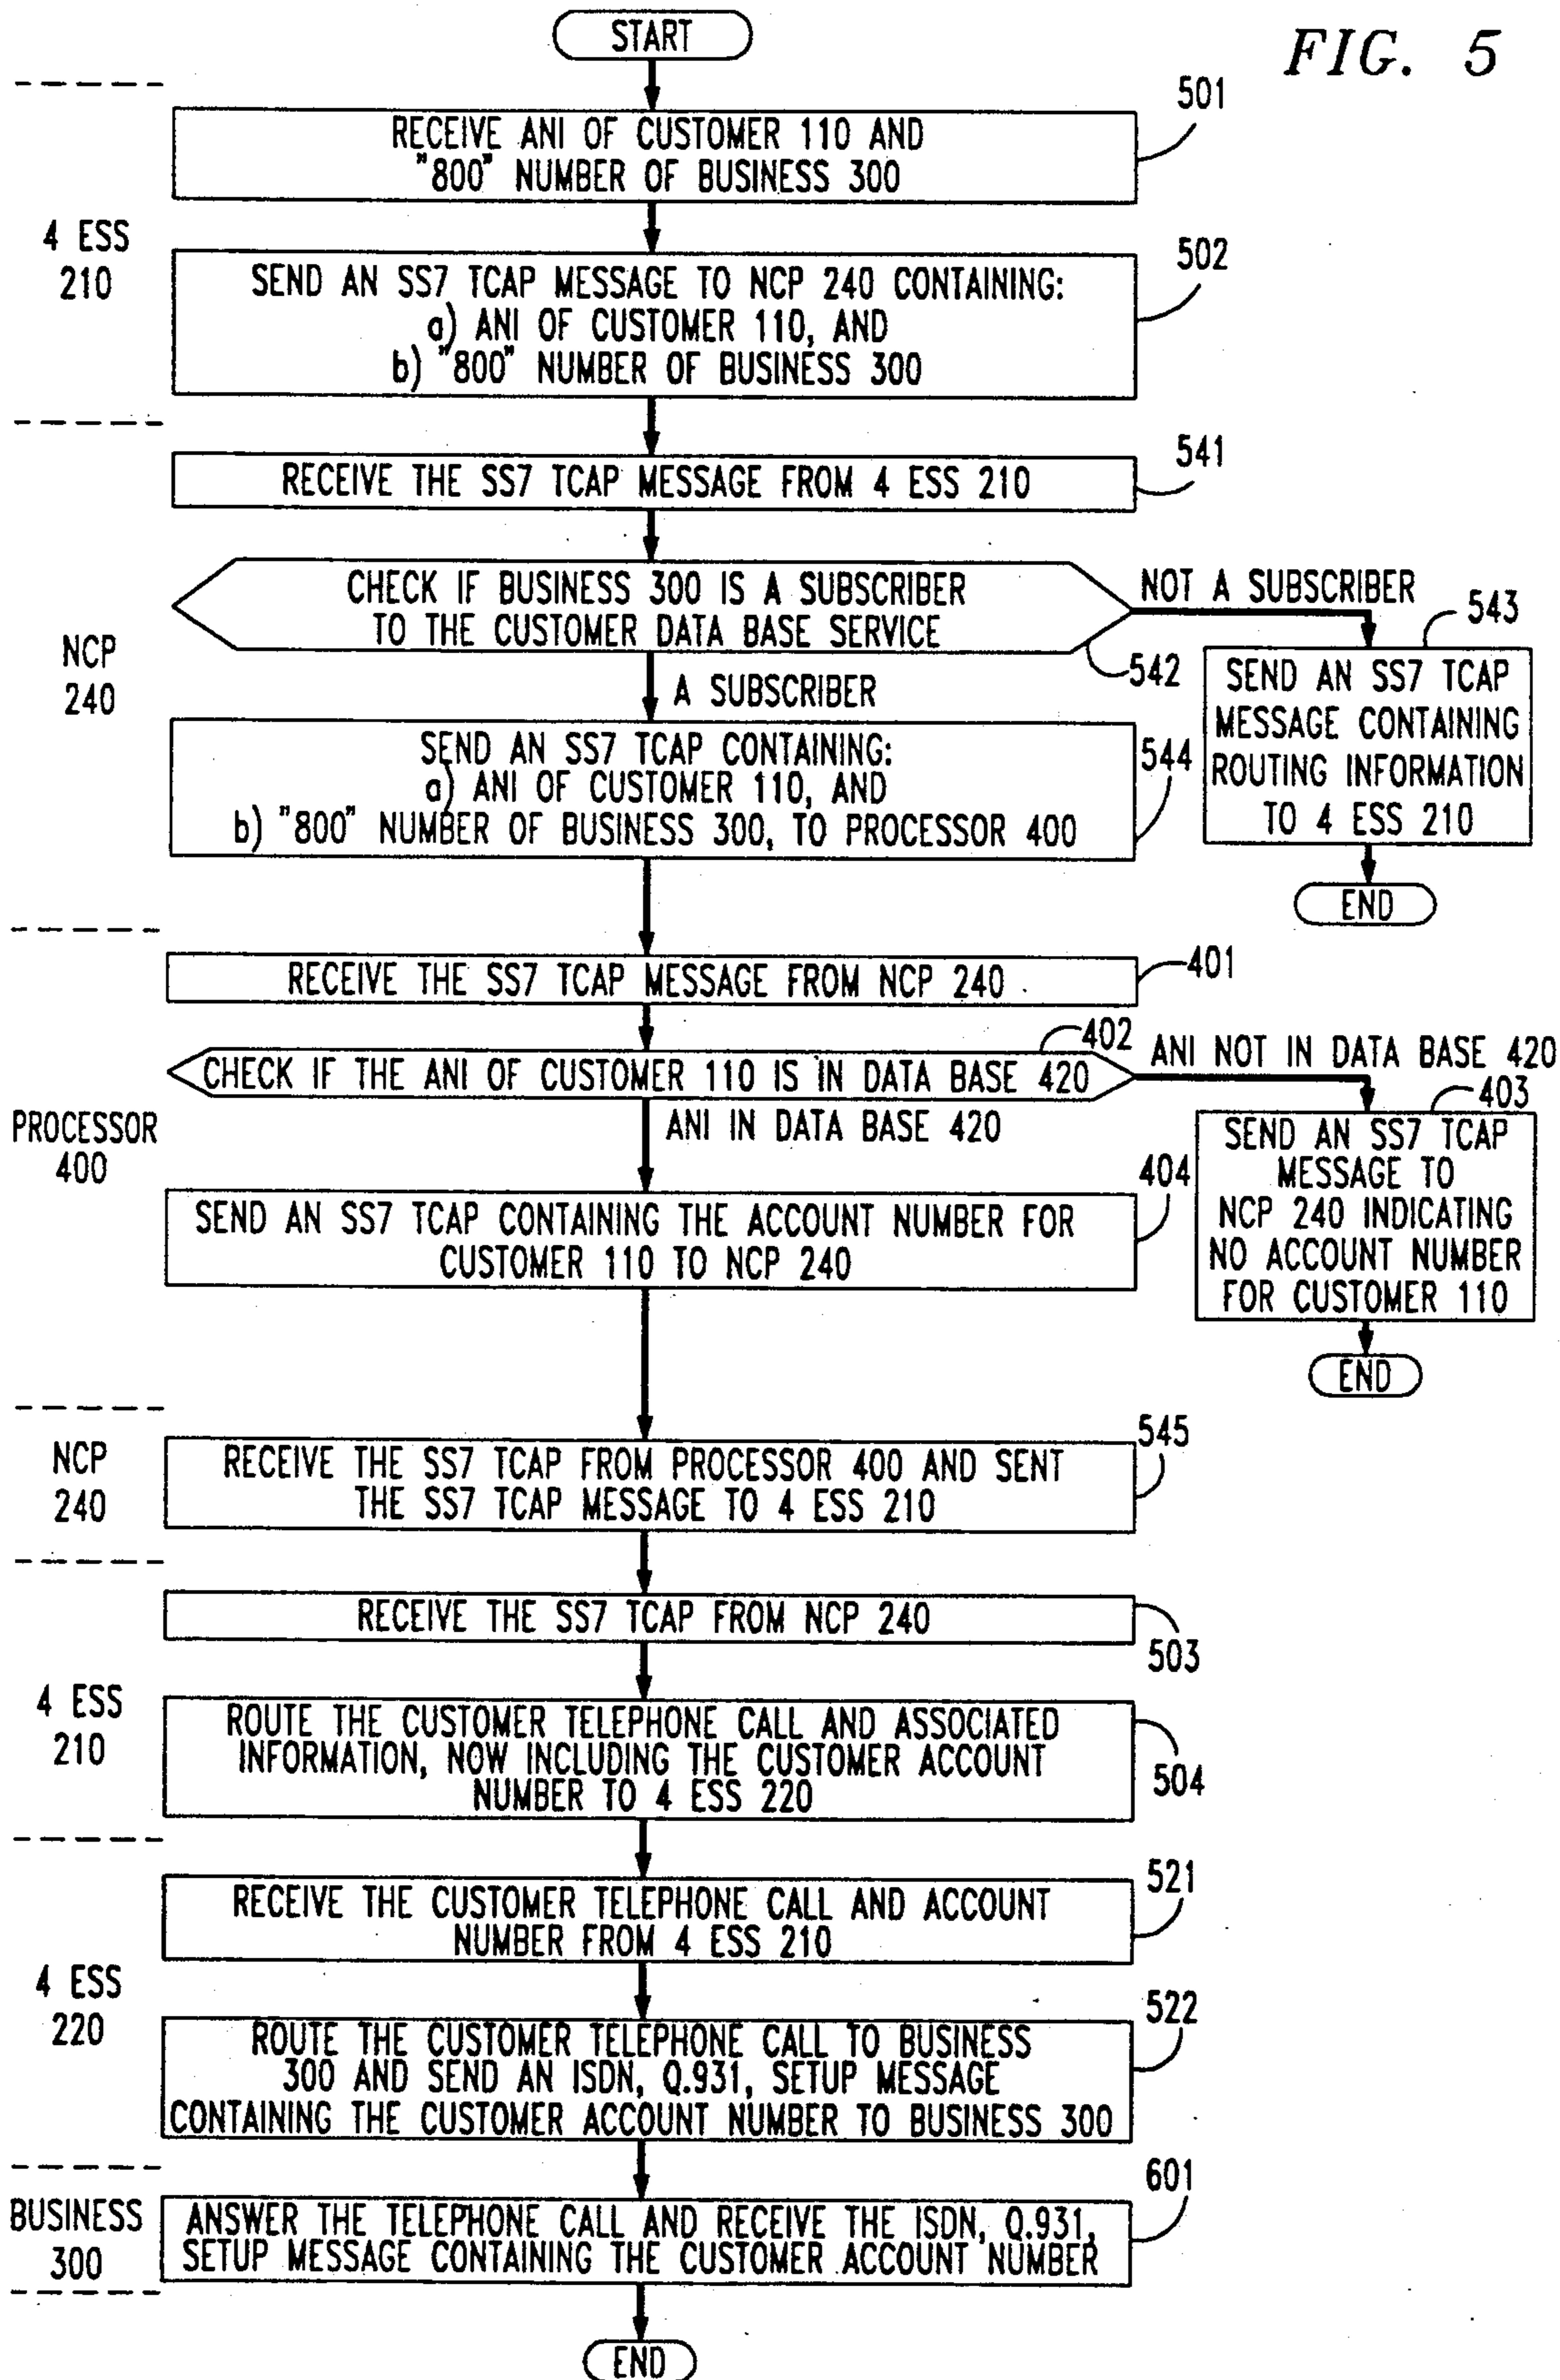 FIG. 5
START
501
RECEIVE ANI OF CUSTOMER 110 AND
"800" NUMBER OF BUSINESS 300
4 ESS
210
502
SEND AN SS7 TCAP MESSAGE TO NCP 240 CONTAINING:
a) ANI OF CUSTOMER 110, AND
b) "800" NUMBER OF BUSINESS 300
541
RECEIVE THE SS7 TCAP MESSAGE FROM 4 ESS 210
CHECK IF BUSINESS 300 IS A SUBSCRIBER
TO THE CUSTOMER DATA BASE SERVICE
542
NOT A SUBSCRIBER
543
SEND AN SS7 TCAP
MESSAGE CONTAINING
ROUTING INFORMATION
TO 4 ESS 210
END
NCP
240
A SUBSCRIBER
SEND AN SS7 TCAP CONTAINING:
a) ANI OF CUSTOMER 110, AND
b) "800" NUMBER OF BUSINESS 300, TO PROCESSOR 400
544
RECEIVE THE SS7 TCAP MESSAGE FROM NCP 240
401
402
CHECK IF THE ANI OF CUSTOMER 110 IS IN DATA BASE 420
ANI NOT IN DATA BASE 420
403
SEND AN SS7 TCAP
MESSAGE TO
NCP 240 INDICATING
NO ACCOUNT NUMBER
FOR CUSTOMER 110
END
PROCESSOR
400
ANI IN DATA BASE 420
404
SEND AN SS7 TCAP CONTAINING THE ACCOUNT NUMBER FOR
CUSTOMER 110 TO NCP 240
NCP
240
545
RECEIVE THE SS7 TCAP FROM PROCESSOR 400 AND SENT
THE SS7 TCAP MESSAGE TO 4 ESS 210
RECEIVE THE SS7 TCAP FROM NCP 240
503
4 ESS
210
ROUTE THE CUSTOMER TELEPHONE CALL AND ASSOCIATED
INFORMATION, NOW INCLUDING THE CUSTOMER ACCOUNT
NUMBER TO 4 ESS 220
504
521
RECEIVE THE CUSTOMER TELEPHONE CALL AND ACCOUNT
NUMBER FROM 4 ESS 210
4 ESS
220
522
ROUTE THE CUSTOMER TELEPHONE CALL TO BUSINESS
300 AND SEND AN ISDN, Q.931, SETUP MESSAGE
CONTAINING THE CUSTOMER ACCOUNT NUMBER TO BUSINESS 300
BUSINESS
300
601
ANSWER THE TELEPHONE CALL AND RECEIVE THE ISDN, Q.931,
SETUP MESSAGE CONTAINING THE CUSTOMER ACCOUNT NUMBER
END